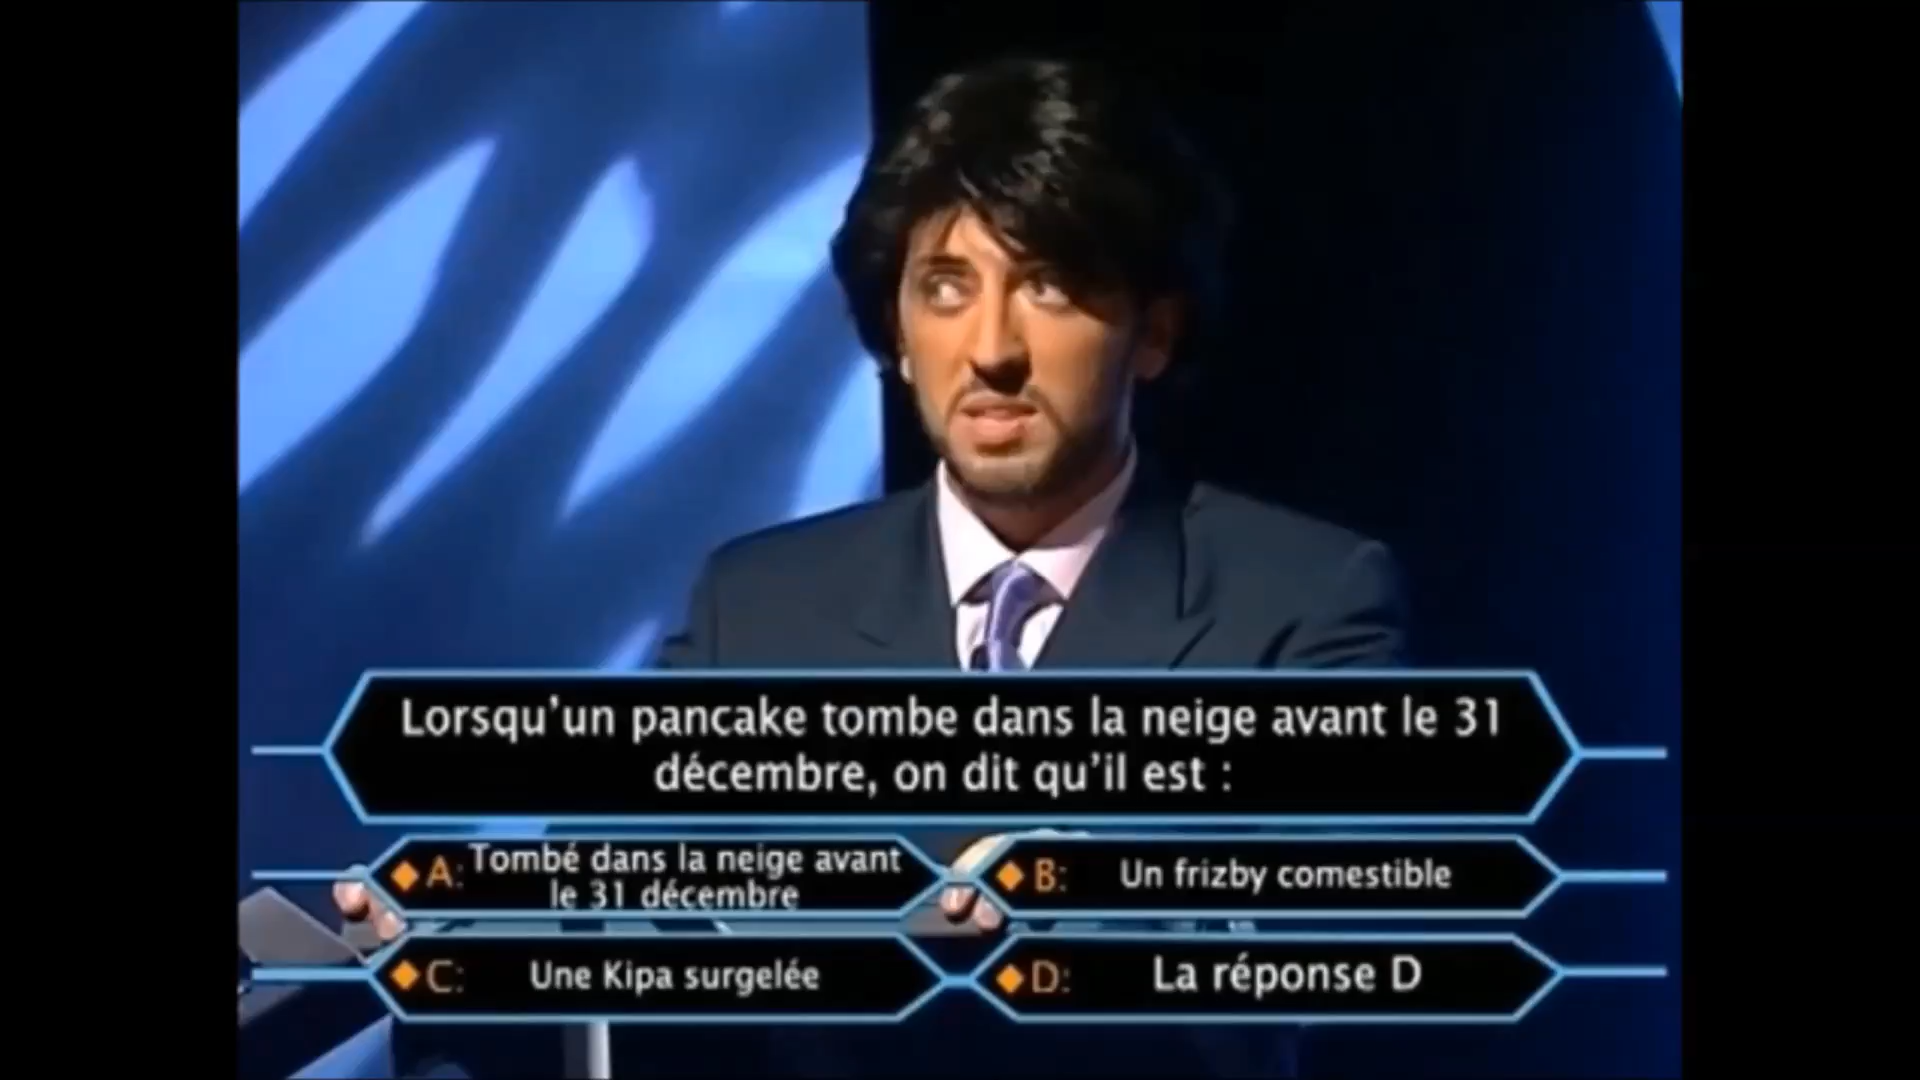 Lorsqu'un pancake tombe dans la neige avant le 31
décembre, on dit qu'il est :
A: Tombé dans la neige avant
le 31 décembre
B: Un frizby comestible
C: Une Kipa surgelée
D: La réponse D